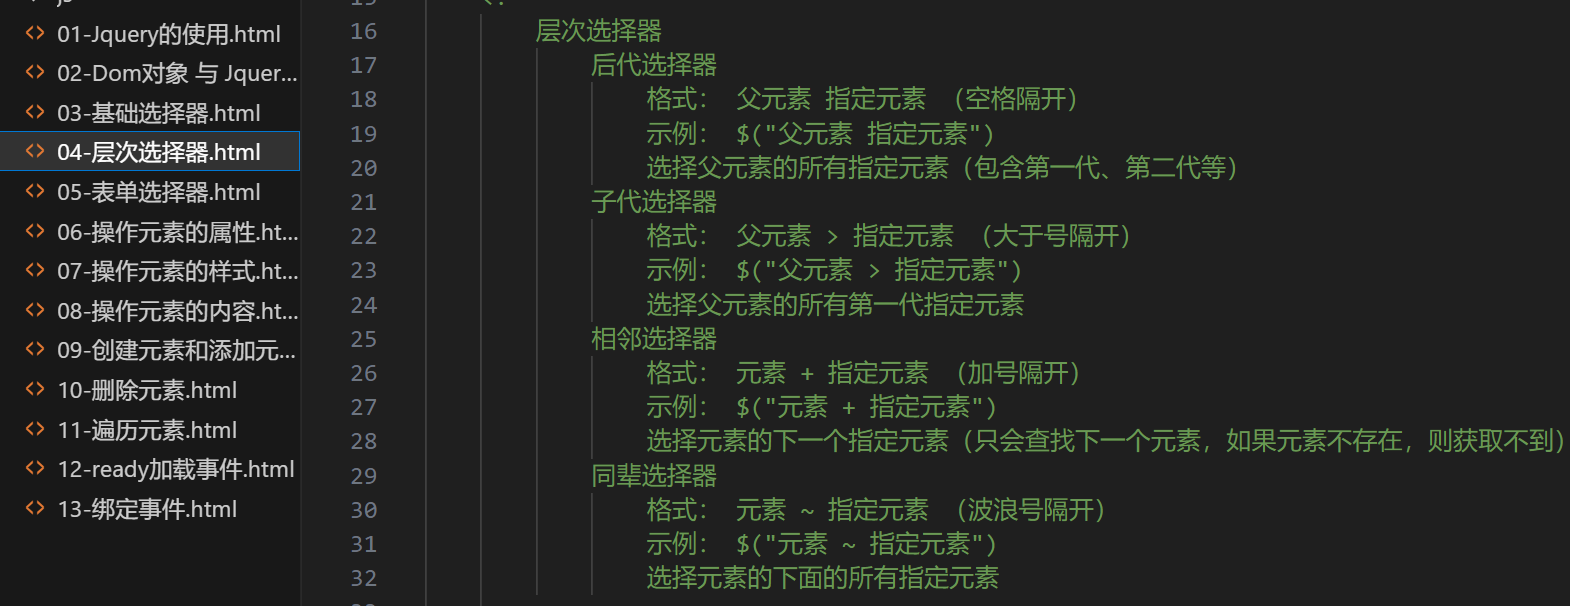 01-Jquery的使用.html
02-Dom对象 与 Jquer...
03-基础选择器.html
04-层次选择器.html
05-表单选择器.html
06-操作元素的属性.ht...
07-操作元素的样式.ht...
08-操作元素的内容.ht...
09-创建元素和添加元...
10-删除元素.html
11-遍历元素.html
12-ready加载事件.html
13-绑定事件.html
16 层次选择器
17 后代选择器
18 格式： 父元素 指定元素 （空格隔开）
19 示例： $("父元素 指定元素")
20 选择父元素的所有指定元素（包含第一代、第二代等）
21 子代选择器
22 格式： 父元素 > 指定元素 （大于号隔开）
23 示例： $("父元素 > 指定元素")
24 选择父元素的所有第一代指定元素
25 相邻选择器
26 格式： 元素 + 指定元素 （加号隔开）
27 示例： $("元素 + 指定元素")
28 选择元素的下一个指定元素（只会查找下一个元素，如果元素不存在，则获取不到）
29 同辈选择器
30 格式： 元素 ~ 指定元素 （波浪号隔开）
31 示例： $("元素 ~ 指定元素")
32 选择元素的下面的所有指定元素